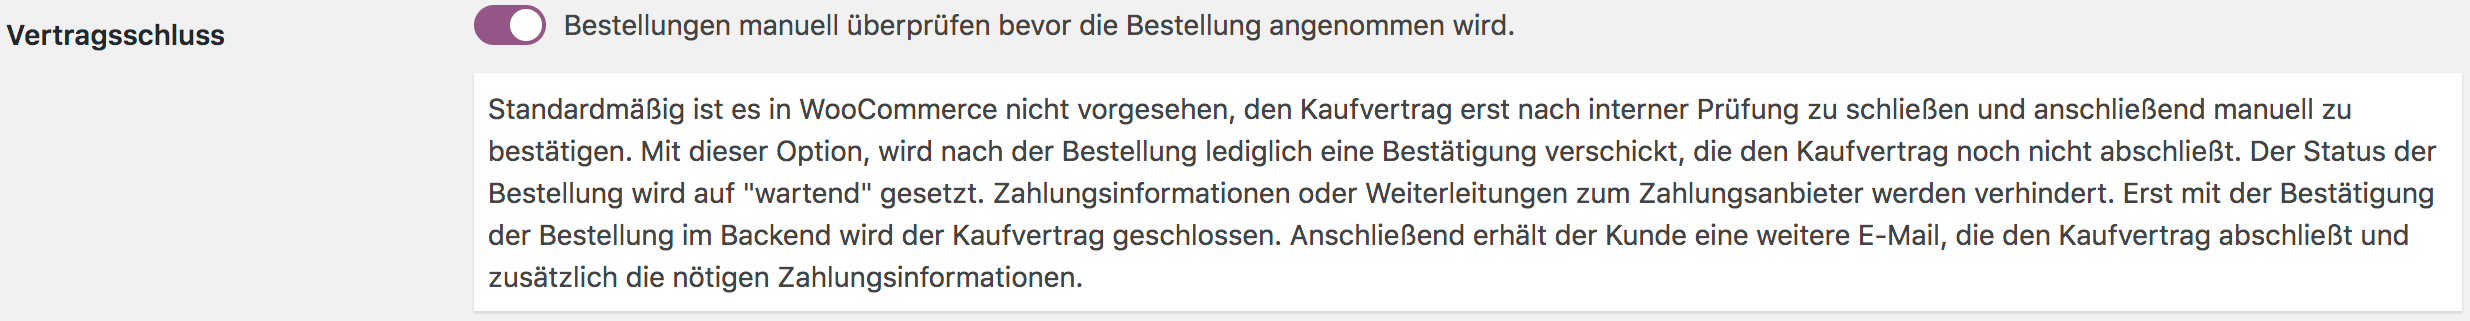 Vertragsschluss
Bestellungen manuell überprüfen bevor die Bestellung angenommen wird.
Standardmäßig ist es in WooCommerce nicht vorgesehen, den Kaufvertrag erst nach interner Prüfung zu schließen und anschließend manuell zu
bestätigen. Mit dieser Option, wird nach der Bestellung lediglich eine Bestätigung verschickt, die den Kaufvertrag noch nicht abschließt. Der Status der
Bestellung wird auf "wartend" gesetzt. Zahlungsinformationen oder Weiterleitungen zum Zahlungsanbieter werden verhindert. Erst mit der Bestätigung
der Bestellung im Backend wird der Kaufvertrag geschlossen. Anschließend erhält der Kunde eine weitere E-Mail, die den Kaufvertrag abschließt und
zusätzlich die nötigen Zahlungsinformationen.